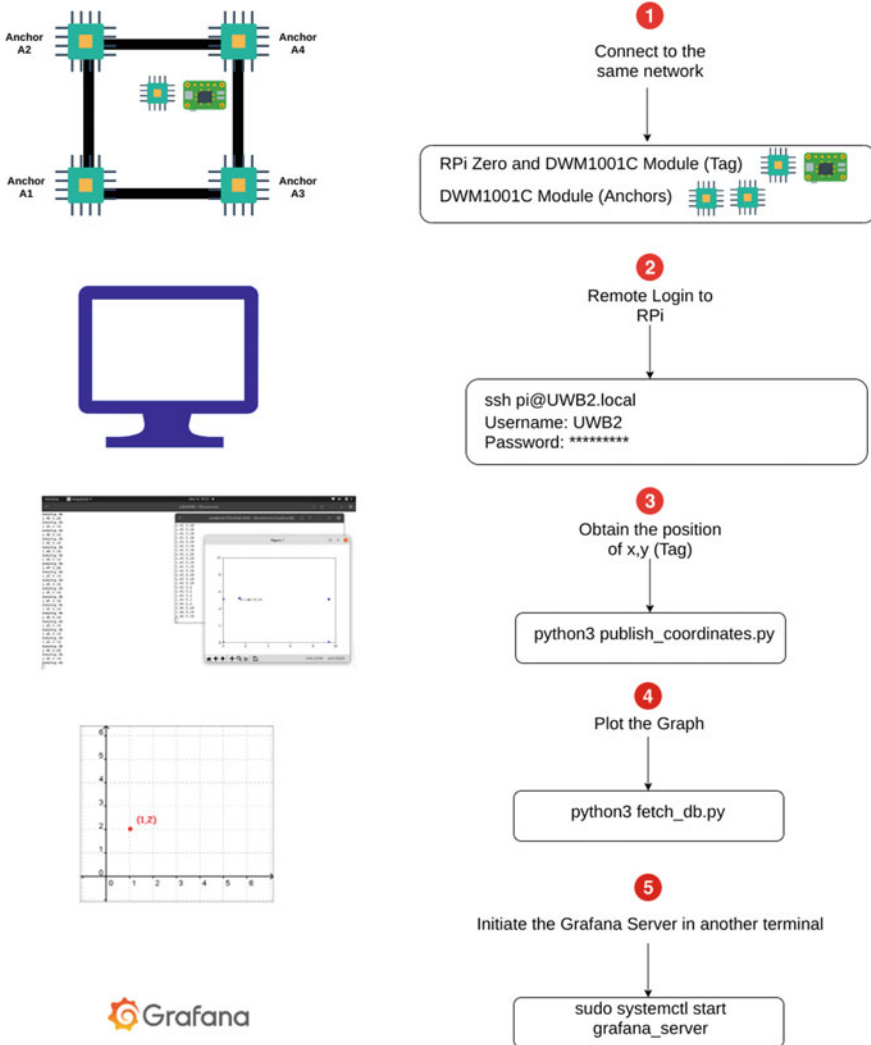 Anchor
A2
Anchor
A4
Anchor
A1
Anchor
A3
1
Connect to the
same network
RPi Zero and DWM1001C Module (Tag)
DWM1001C Module (Anchors)
2
Remote Login to
RPi
ssh pi@UWB2.local
Username: UWB2
Password: *********
3
Obtain the position
of x,y (Tag)
python3 publish_coordinates.py
Figure 1
4
Plot the Graph
python3 fetch_db.py
6
5
4
3
2
1
0
(1,2)
0 1 2 3 4 5 6
5
Initiate the Grafana Server in another terminal
sudo systemctl start
grafana_server
Grafana